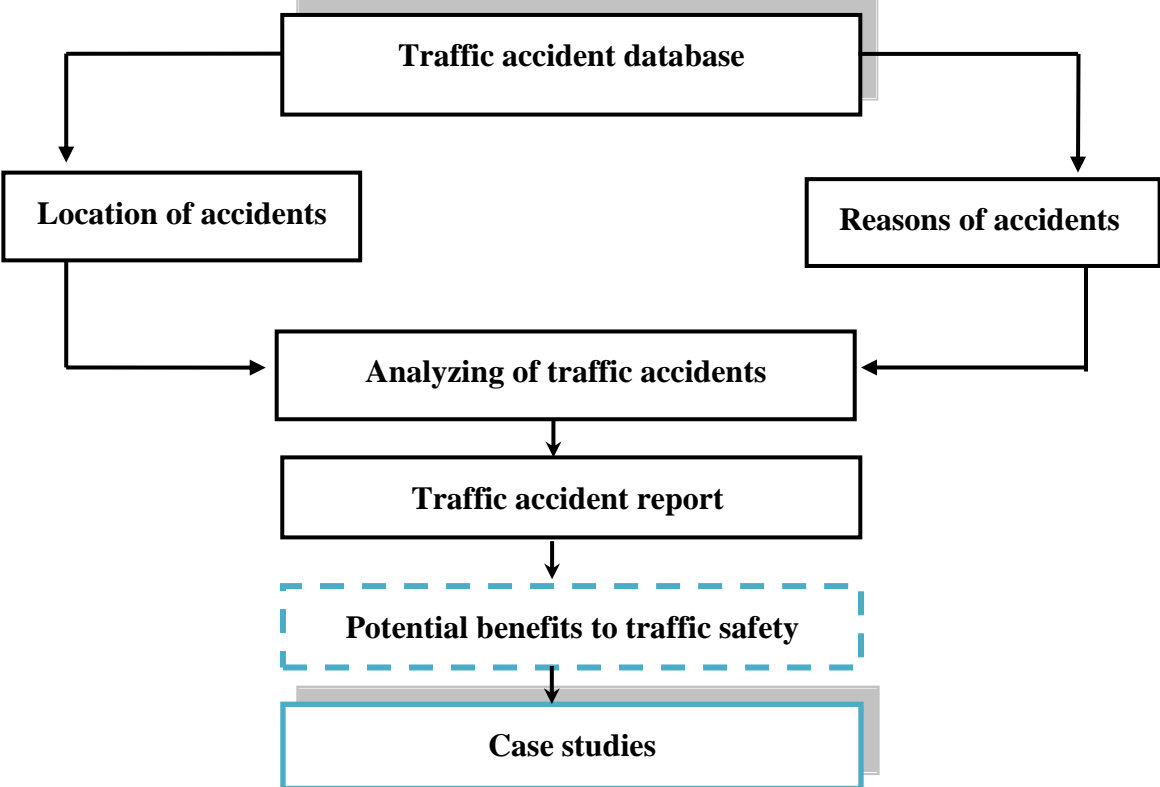 Traffic accident database
Location of accidents
Reasons of accidents
Analyzing of traffic accidents
Traffic accident report
Potential benefits to traffic safety
Case studies